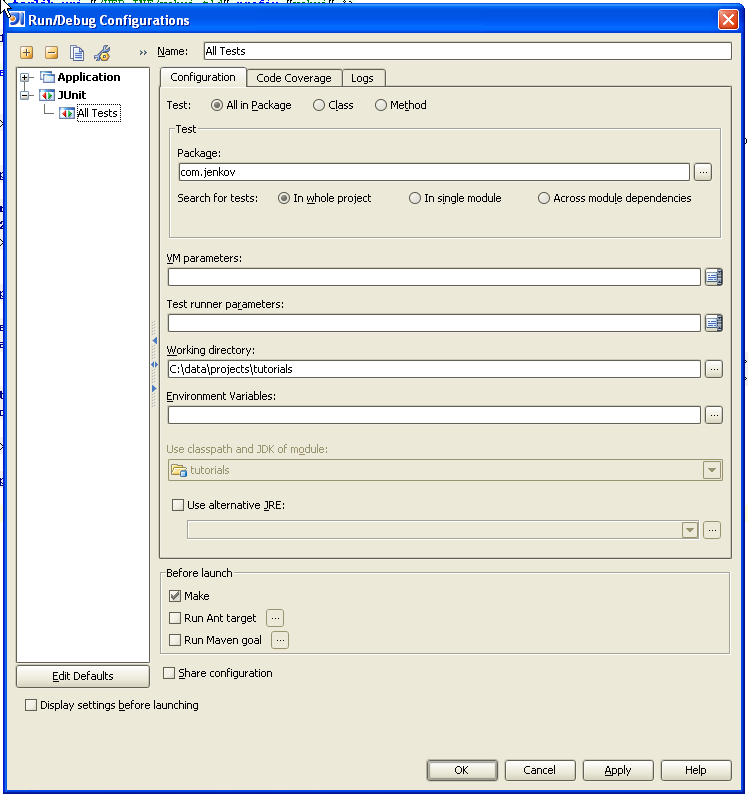 Run/Debug Configurations
Name: All Tests
Application
JUnit
All Tests
Configuration Code Coverage Logs
Test: All in Package Class Method
Test
Package:
com.jenkov
Search for tests: In whole project In single module Across module dependencies
VM parameters:
Test runner parameters:
Working directory:
C:\data\projects\tutorials
Environment Variables:
Use classpath and JDK of module:
tutorials
Use alternative JRE:
Before launch
Make
Run Ant target
Run Maven goal
Edit Defaults
Share configuration
Display settings before launching
OK Cancel Apply Help